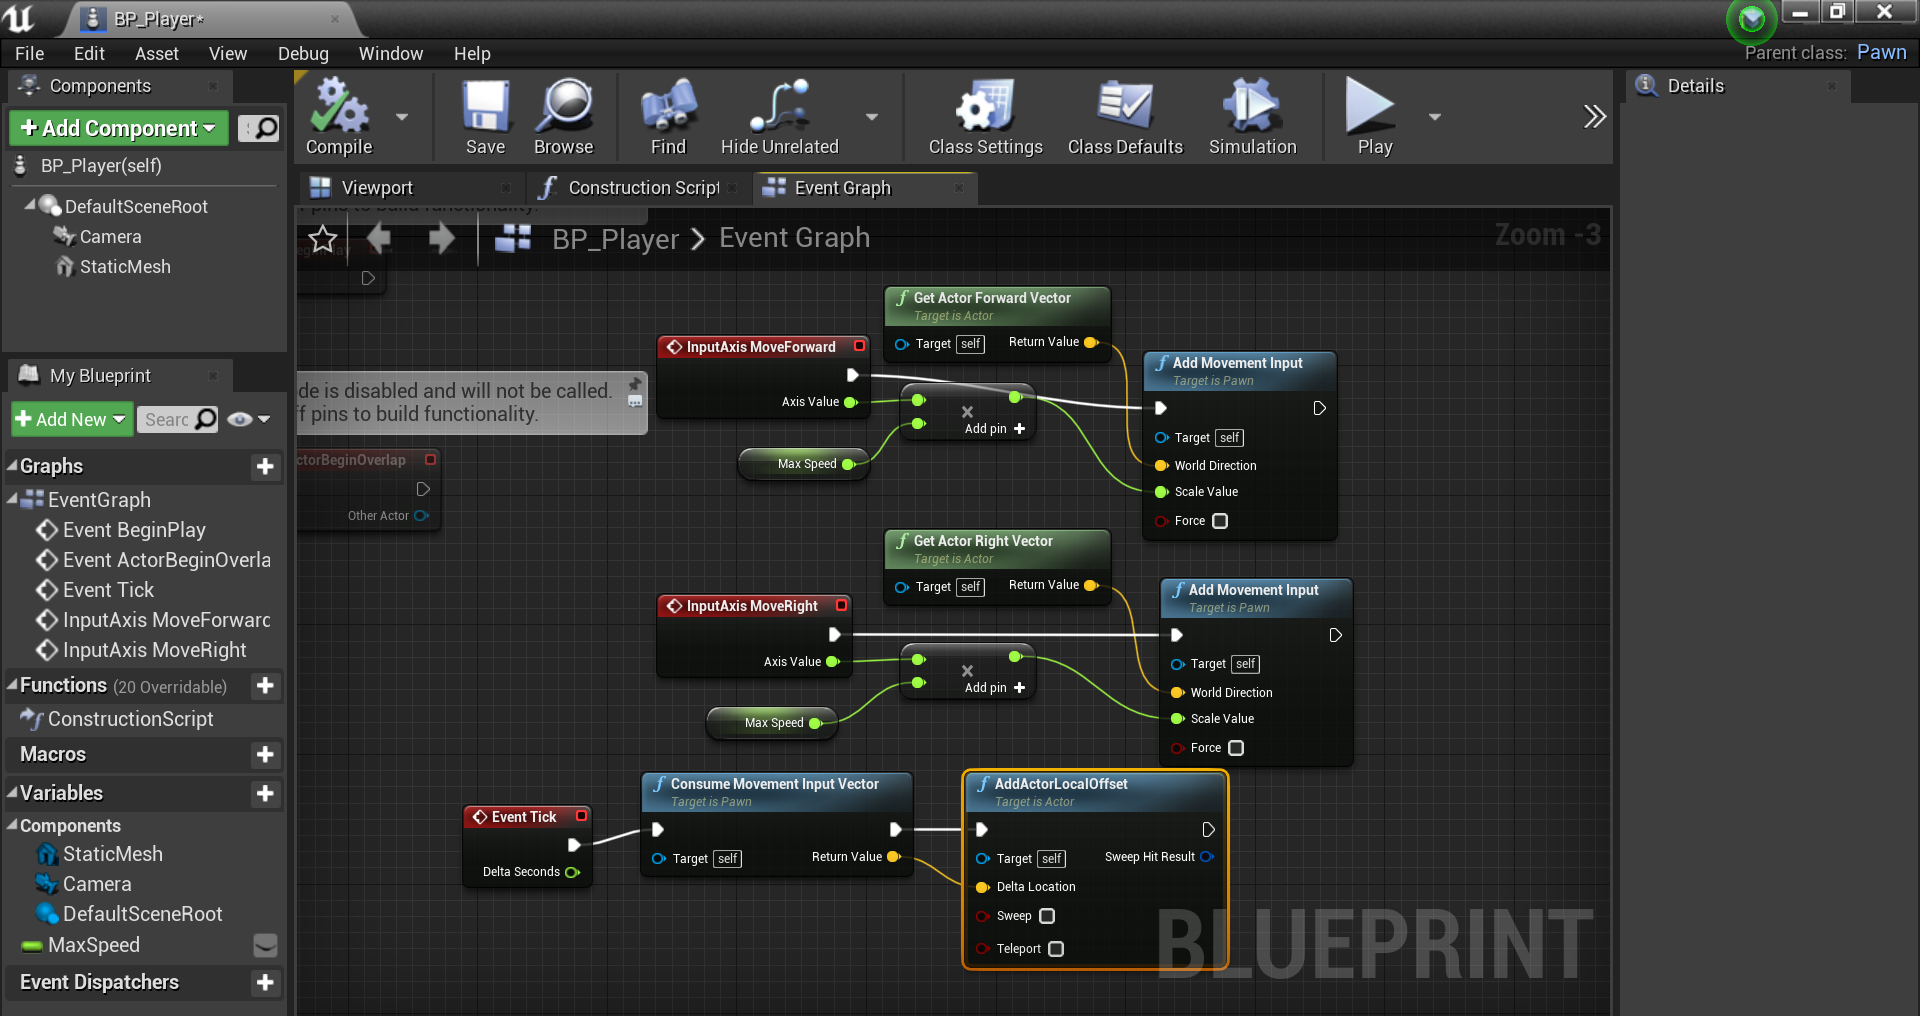 BP_Player*
File Edit Asset View Debug Window Help
Parent class: Pawn
Components
Add Component
BP_Player(self)
DefaultSceneRoot
Camera
StaticMesh
Compile
Save
Browse
Find
Hide Unrelated
Class Settings
Class Defaults
Simulation
Play
Details
Viewport
Construction Script
Event Graph
pins to build functionality.
BP_Player
Event Graph
Zoom -3
My Blueprint
Add New
Searc
Graphs
EventGraph
Event BeginPlay
Event ActorBeginOverla
Event Tick
InputAxis MoveForward
InputAxis MoveRight
Functions (20 Overridable)
ConstructionScript
Macros
Variables
Components
StaticMesh
Camera
DefaultSceneRoot
MaxSpeed
Event Dispatchers
de is disabled and will not be called.
ff pins to build functionality.
ctorBeginOverlap
Other Actor
InputAxis MoveForward
Axis Value
Max Speed
Add pin
Get Actor Forward Vector
Target is Actor
Target self
Return Value
Add Movement Input
Target is Pawn
Target self
World Direction
Scale Value
Force
Get Actor Right Vector
Target is Actor
Target self
Return Value
InputAxis MoveRight
Axis Value
Max Speed
Add pin
Add Movement Input
Target is Pawn
Target self
World Direction
Scale Value
Force
Event Tick
Delta Seconds
Consume Movement Input Vector
Target is Pawn
Target self
Return Value
AddActorLocalOffset
Target is Actor
Target self
Sweep Hit Result
Delta Location
Sweep
Teleport
BLUEPRINT